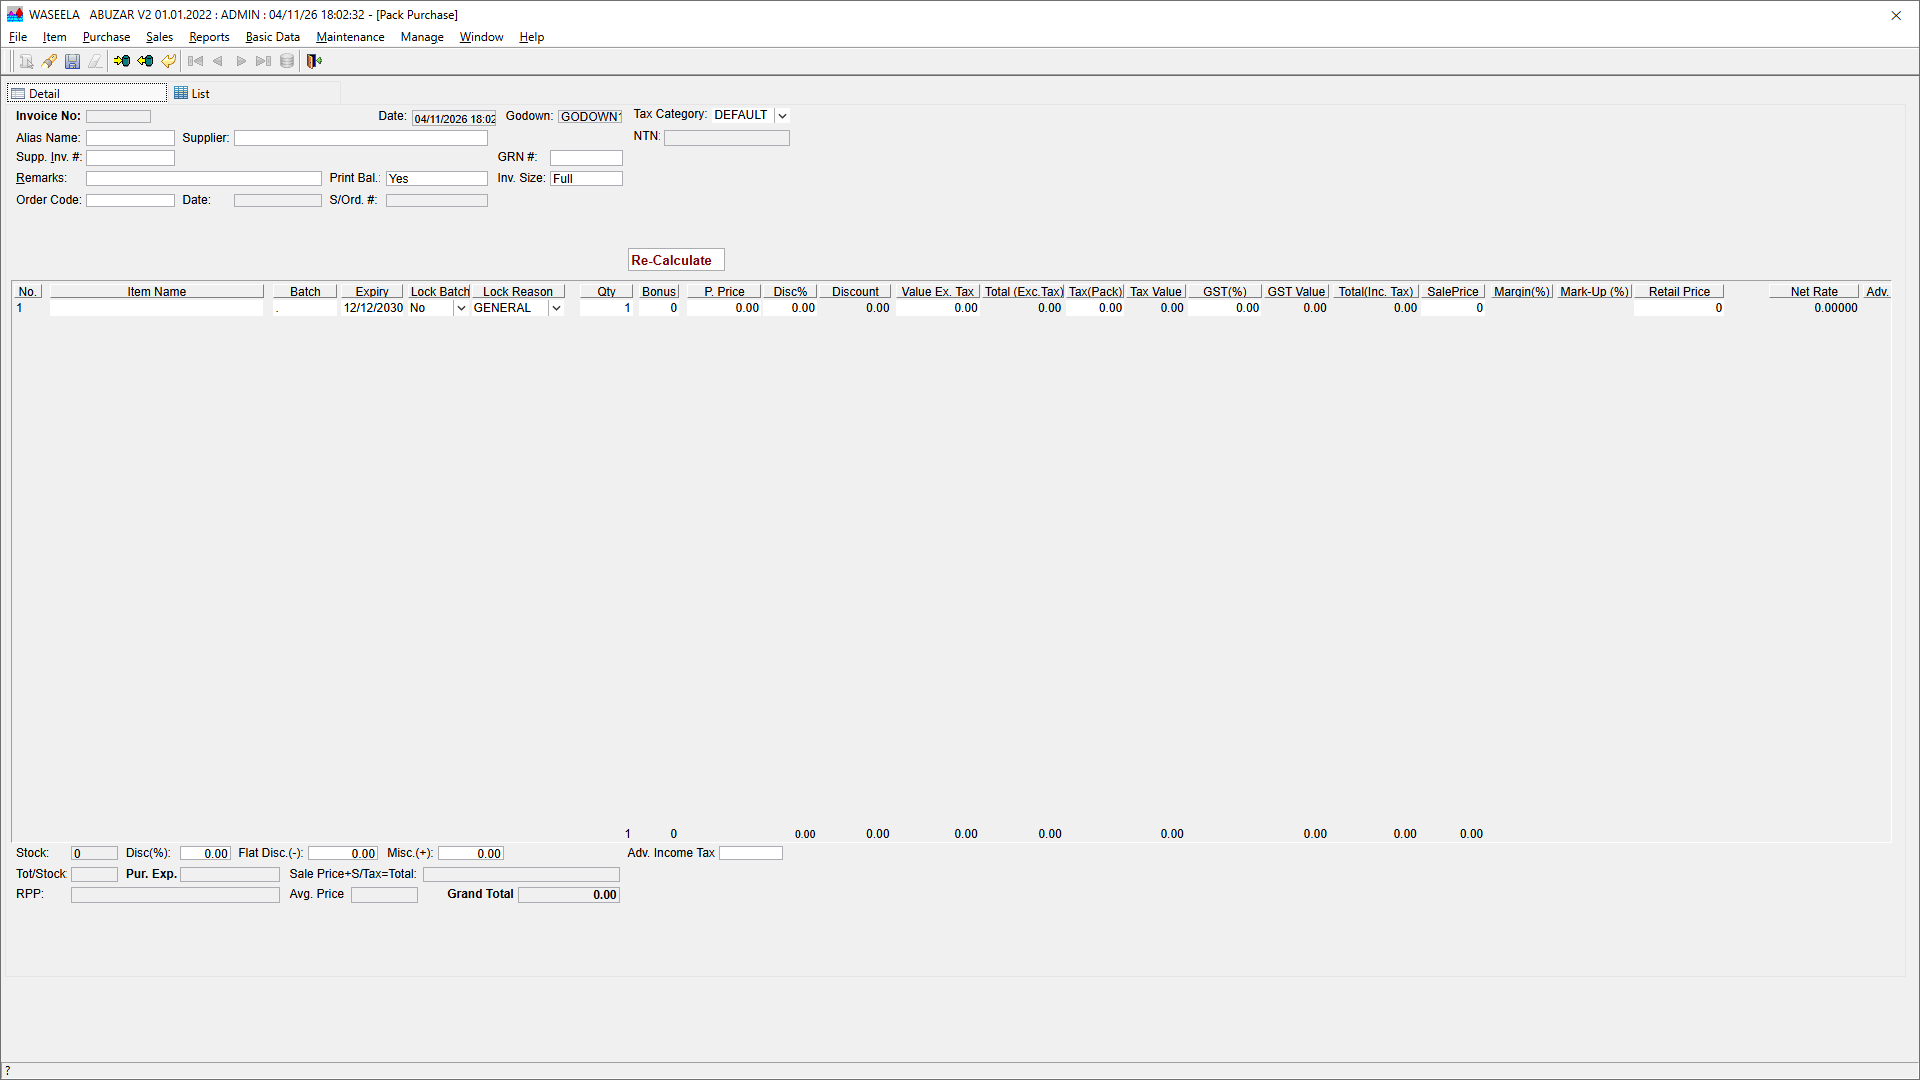 WASEELA ABUZAR V2 01.01.2022 : ADMIN : 04/11/26 18:02:32 - [Pack Purchase]
File Item Purchase Sales Reports Basic Data Maintenance Manage Window Help
Detail List
Invoice No: Date: 04/11/2026 18:02 Godown: GODOWN1 Tax Category: DEFAULT
Alias Name: Supplier: NTN:
Supp. Inv. #: GRN #:
Remarks: Print Bal.: Yes Inv. Size: Full
Order Code: Date: S/Ord. #:
Re-Calculate
No. Item Name Batch Expiry Lock Batch Lock Reason Qty Bonus P. Price Disc% Discount Value Ex. Tax Total (Exc.Tax) Tax(Pack) Tax Value GST(%) GST Value Total(Inc. Tax) SalePrice Margin(%) Mark-Up (%) Retail Price Net Rate Adv.
1 . 12/12/2030 No GENERAL 1 0 0.00 0.00 0.00 0.00 0.00 0.00 0.00 0.00 0.00 0.00 0 0 0.00000
1 0 0.00 0.00 0.00 0.00 0.00 0.00 0.00 0.00
Stock: 0 Disc(%): 0.00 Flat Disc.(-): 0.00 Misc.(+): 0.00 Adv. Income Tax
Tot/Stock: Pur. Exp. Sale Price+S/Tax=Total:
RPP: Avg. Price Grand Total 0.00
?